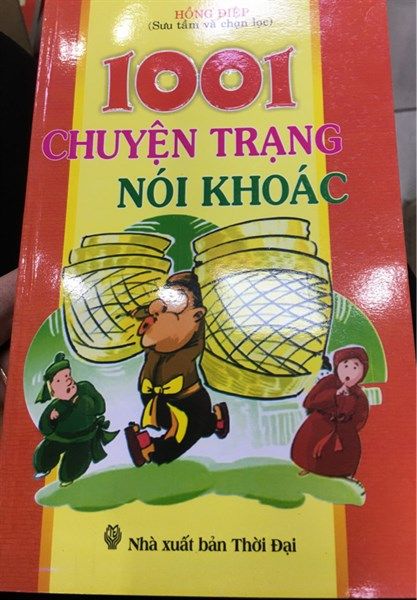 HỒNG ĐIỆP
(Sưu tầm và chọn lọc)
1001
CHUYỆN TRẠNG
NÓI KHOÁC
Nhà xuất bản Thời Đại